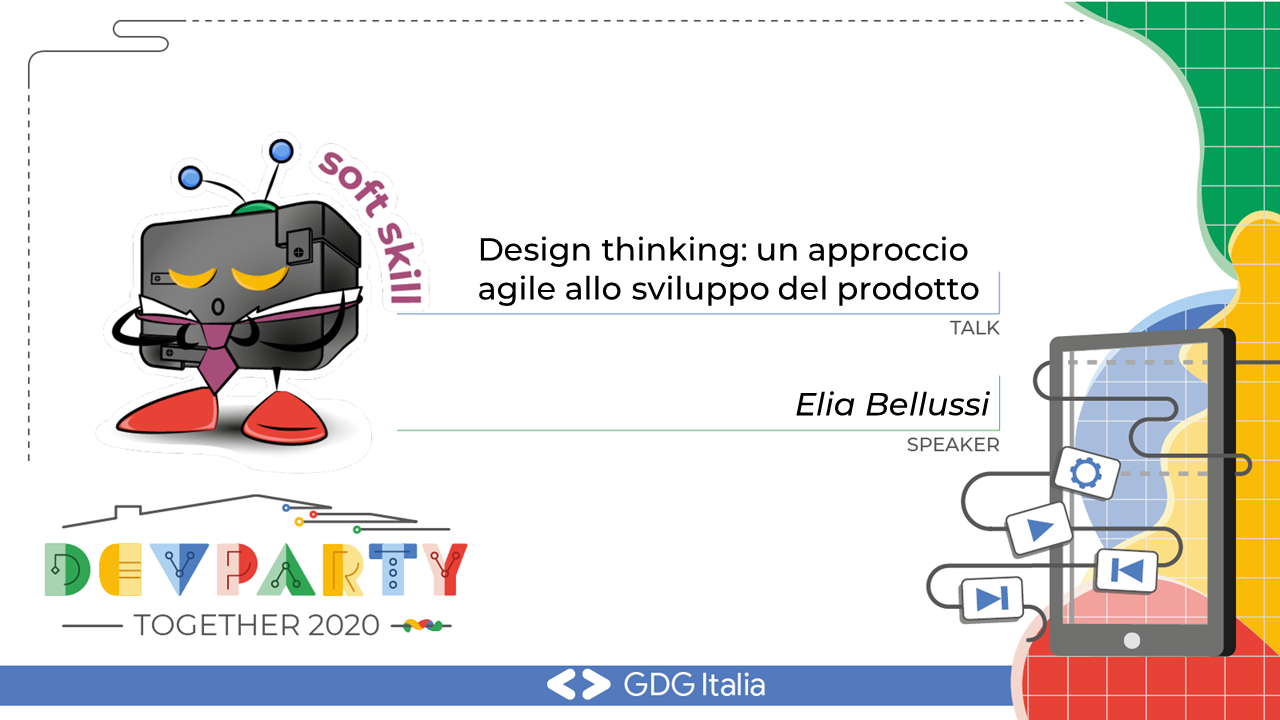 soft skill
Design thinking: un approccio
agile allo sviluppo del prodotto
TALK
Elia Bellussi
SPEAKER
DEVPARTY
TOGETHER 2020
GDG Italia